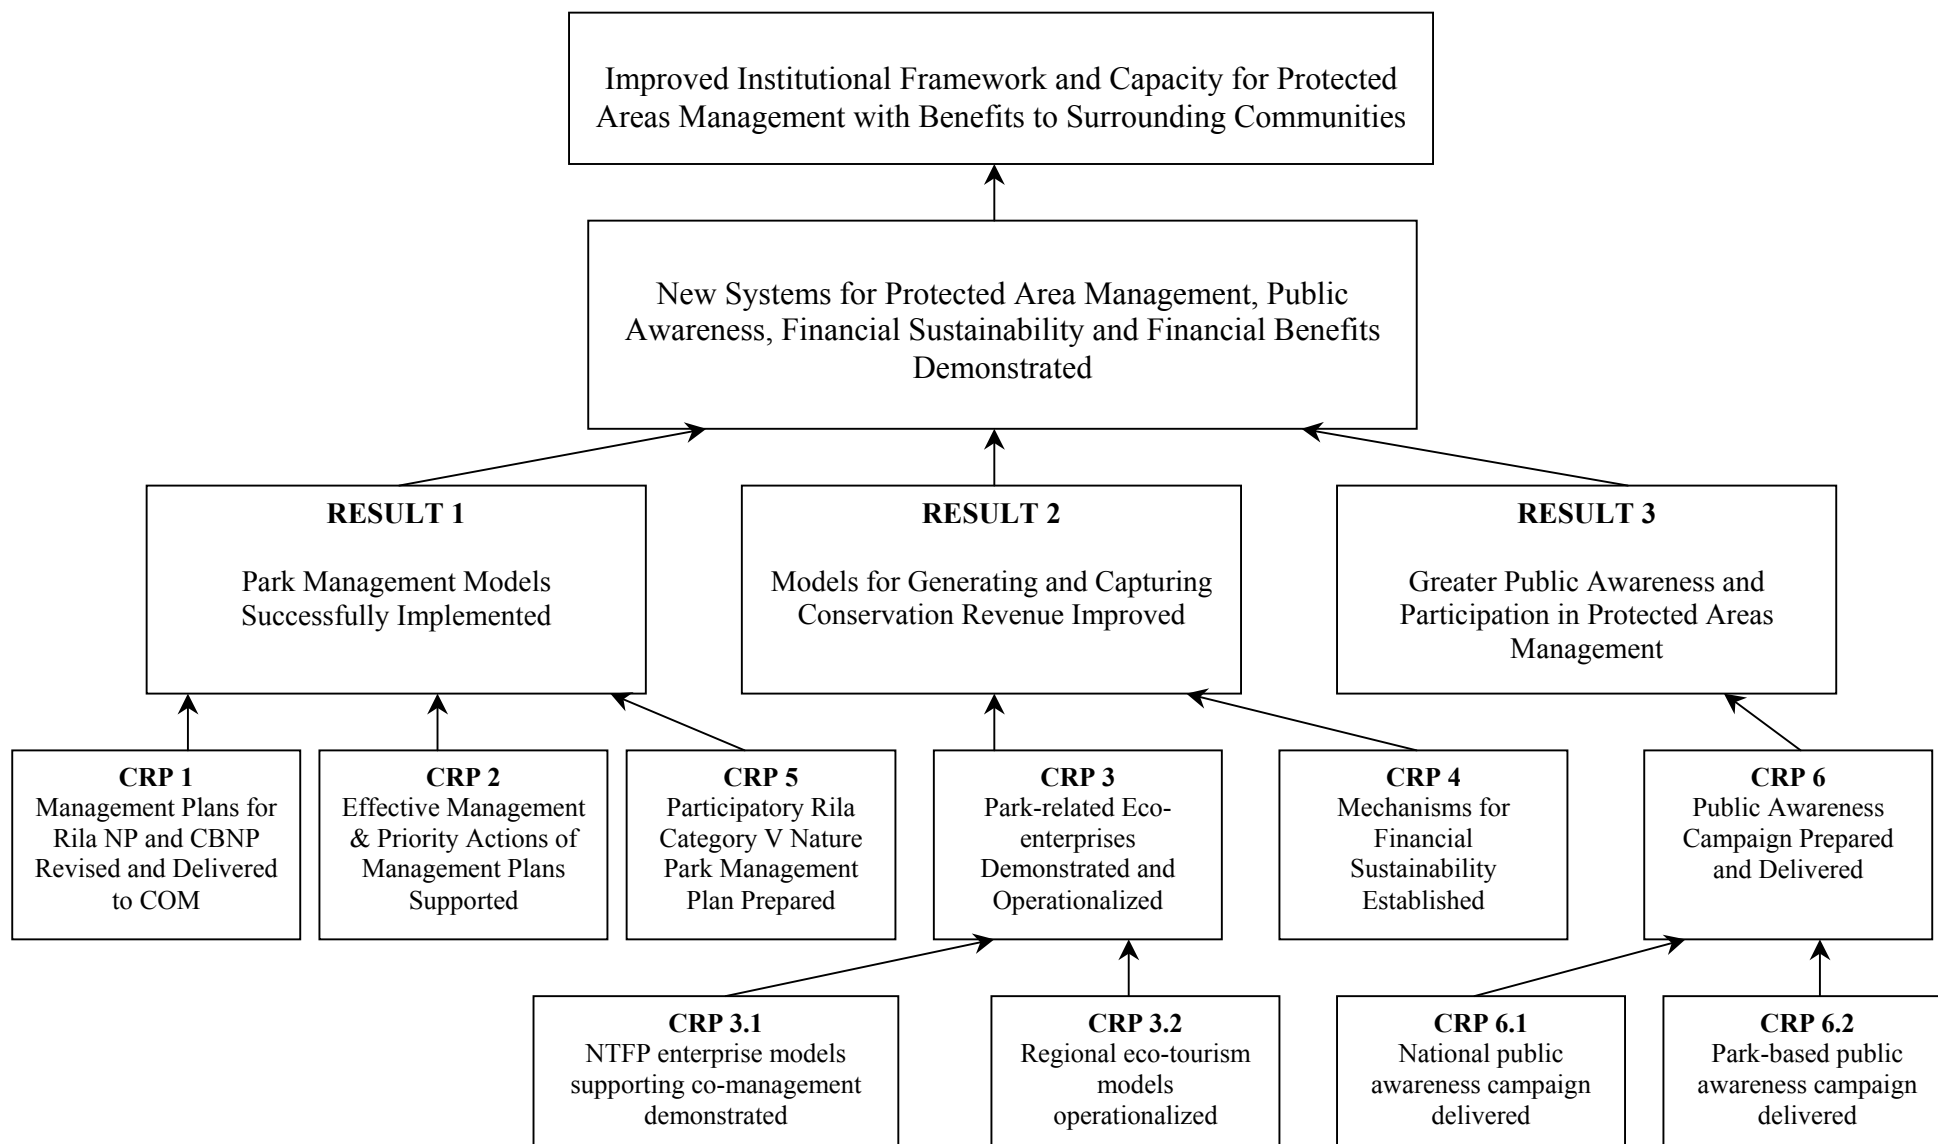 Improved Institutional Framework and Capacity for Protected
Areas Management with Benefits to Surrounding Communities
New Systems for Protected Area Management, Public
Awareness, Financial Sustainability and Financial Benefits
Demonstrated
RESULT 1
Park Management Models
Successfully Implemented
RESULT 2
Models for Generating and Capturing
Conservation Revenue Improved
RESULT 3
Greater Public Awareness and
Participation in Protected Areas
Management
CRP 1
Management Plans for
Rila NP and CBNP
Revised and Delivered
to COM
CRP 2
Effective Management
& Priority Actions of
Management Plans
Supported
CRP 5
Participatory Rila
Category V Nature
Park Management
Plan Prepared
CRP 3
Park-related Eco-
enterprises
Demonstrated and
Operationalized
CRP 4
Mechanisms for
Financial
Sustainability
Established
CRP 6
Public Awareness
Campaign Prepared
and Delivered
CRP 3.1
NTFP enterprise models
supporting co-management
demonstrated
CRP 3.2
Regional eco-tourism
models
operationalized
CRP 6.1
National public
awareness campaign
delivered
CRP 6.2
Park-based public
awareness campaign
delivered